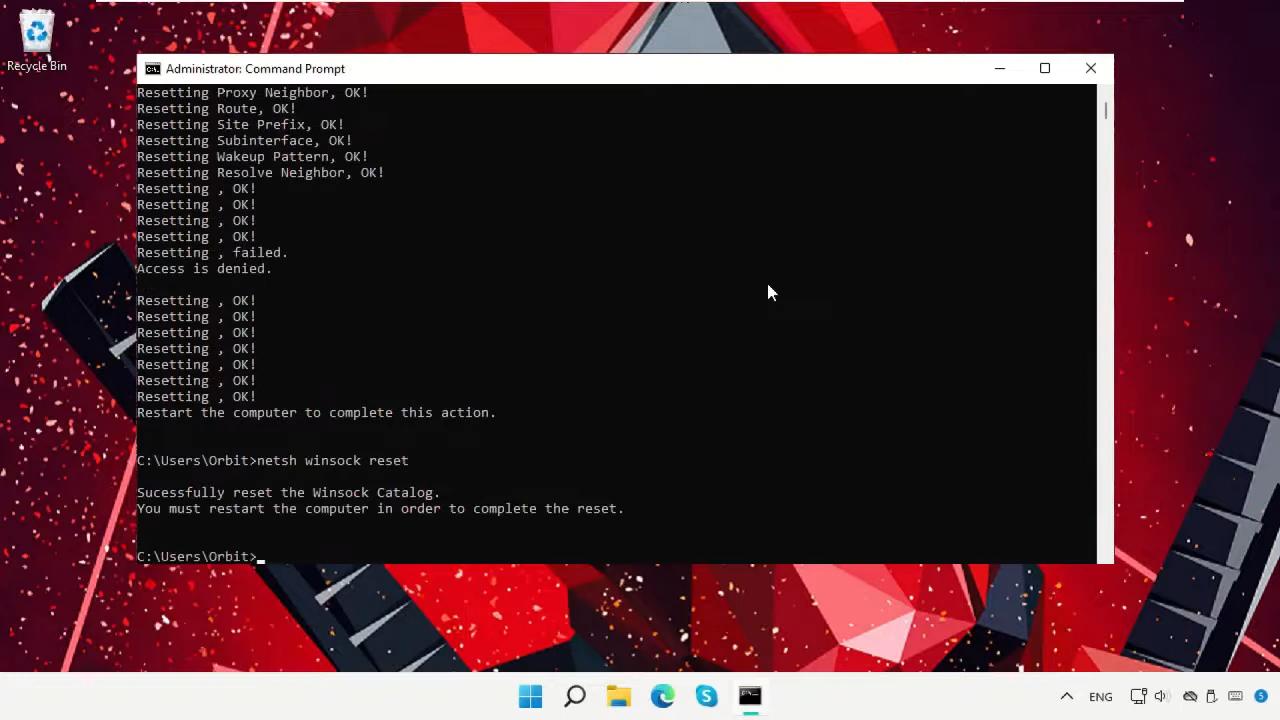 Recycle Bin
Administrator: Command Prompt
Resetting Proxy Neighbor, OK!
Resetting Route, OK!
Resetting Site Prefix, OK!
Resetting Subinterface, OK!
Resetting Wakeup Pattern, OK!
Resetting Resolve Neighbor, OK!
Resetting , OK!
Resetting , OK!
Resetting , OK!
Resetting , OK!
Resetting , failed.
Access is denied.
Resetting , OK!
Resetting , OK!
Resetting , OK!
Resetting , OK!
Resetting , OK!
Resetting , OK!
Resetting , OK!
Restart the computer to complete this action.
C:\Users\Orbit>netsh winsock reset
Sucessfully reset the Winsock Catalog.
You must restart the computer in order to complete the reset.
C:\Users\Orbit>
ENG
5